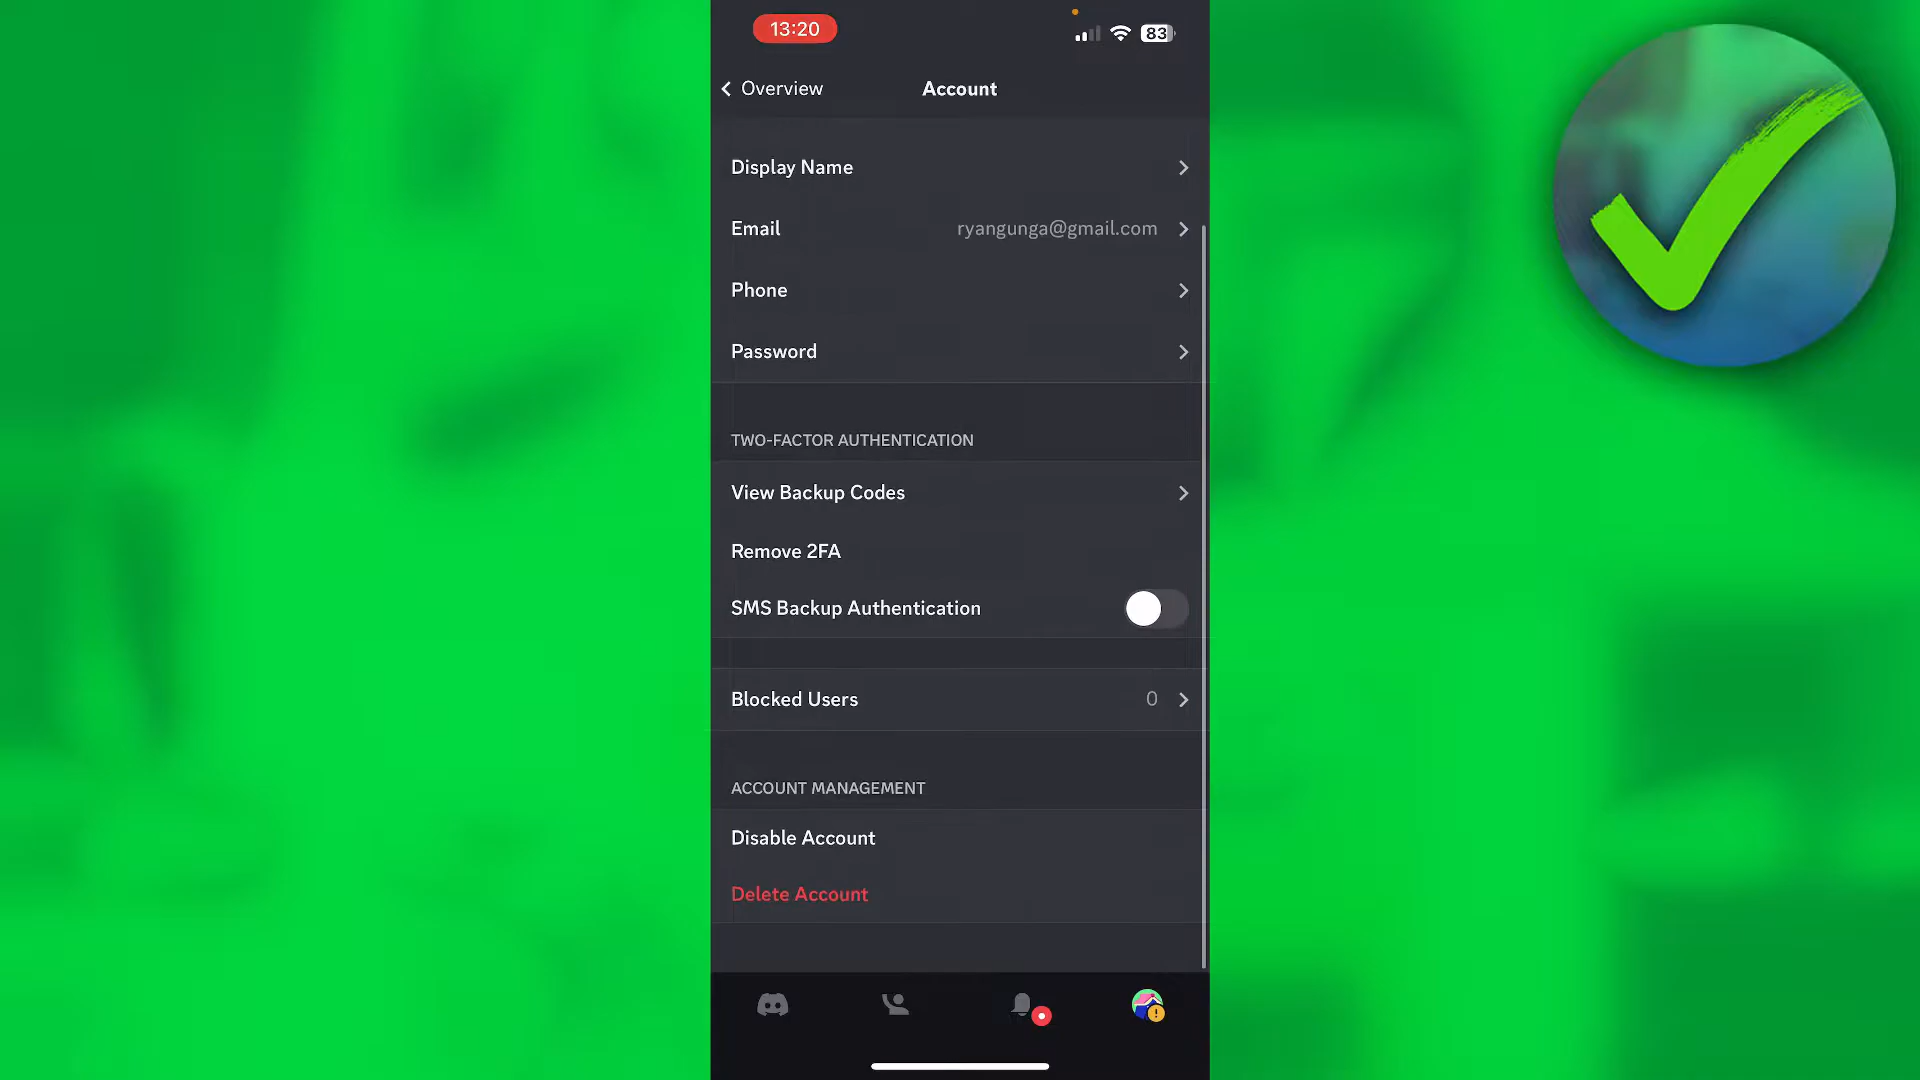 13:20
83
Overview
Account
Display Name
Email ryangunga@gmail.com
Phone
Password
TWO-FACTOR AUTHENTICATION
View Backup Codes
Remove 2FA
SMS Backup Authentication
Blocked Users 0
ACCOUNT MANAGEMENT
Disable Account
Delete Account